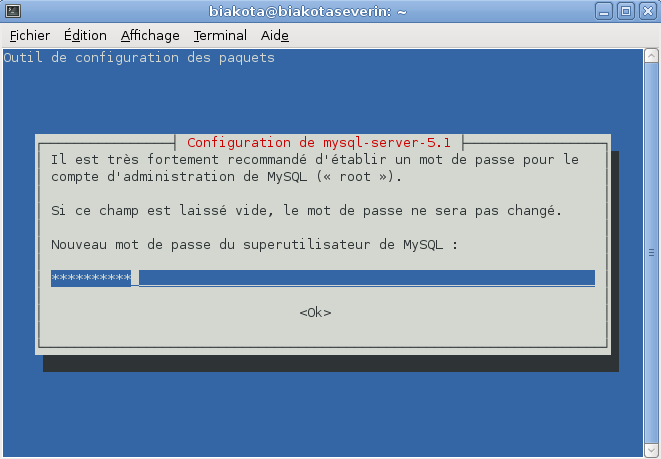 biakota@biakotaseverin: ~
Fichier Édition Affichage Terminal Aide
Outil de configuration des paquets
Configuration de mysql-server-5.1
Il est très fortement recommandé d'établir un mot de passe pour le
compte d'administration de MySQL (« root »).
Si ce champ est laissé vide, le mot de passe ne sera pas changé.
Nouveau mot de passe du superutilisateur de MySQL :
**********
<Ok>